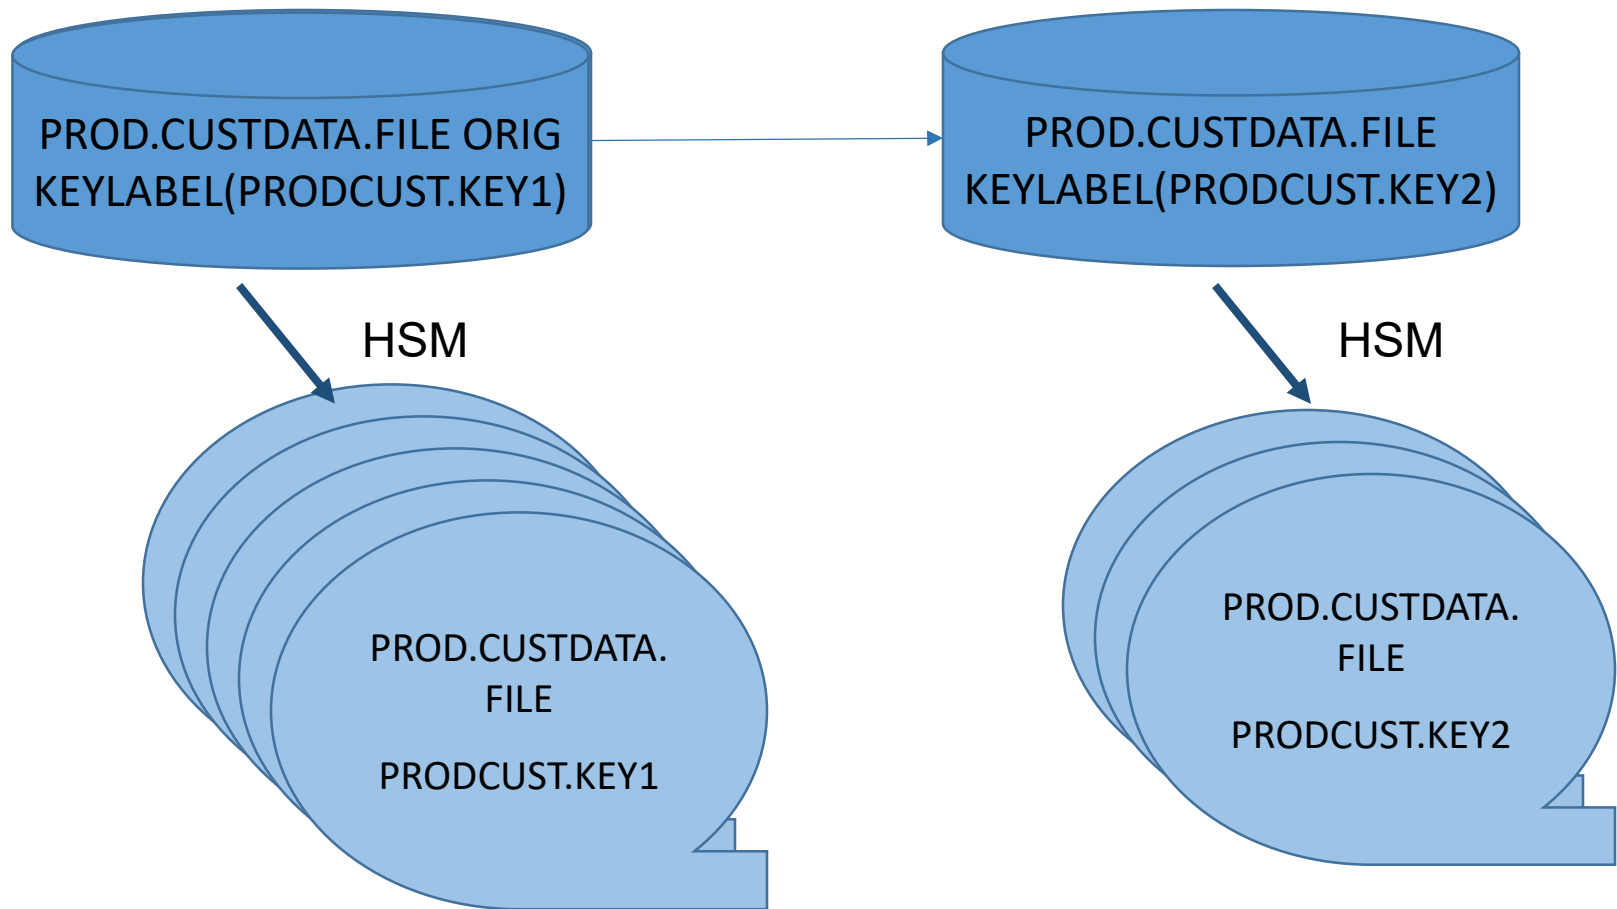 PROD.CUSTDATA.FILE ORIG
KEYLABEL(PRODCUST.KEY1)
PROD.CUSTDATA.FILE
KEYLABEL(PRODCUST.KEY2)
HSM
HSM
PROD.CUSTDATA.
FILE
PRODCUST.KEY1
PROD.CUSTDATA.
FILE
PRODCUST.KEY2